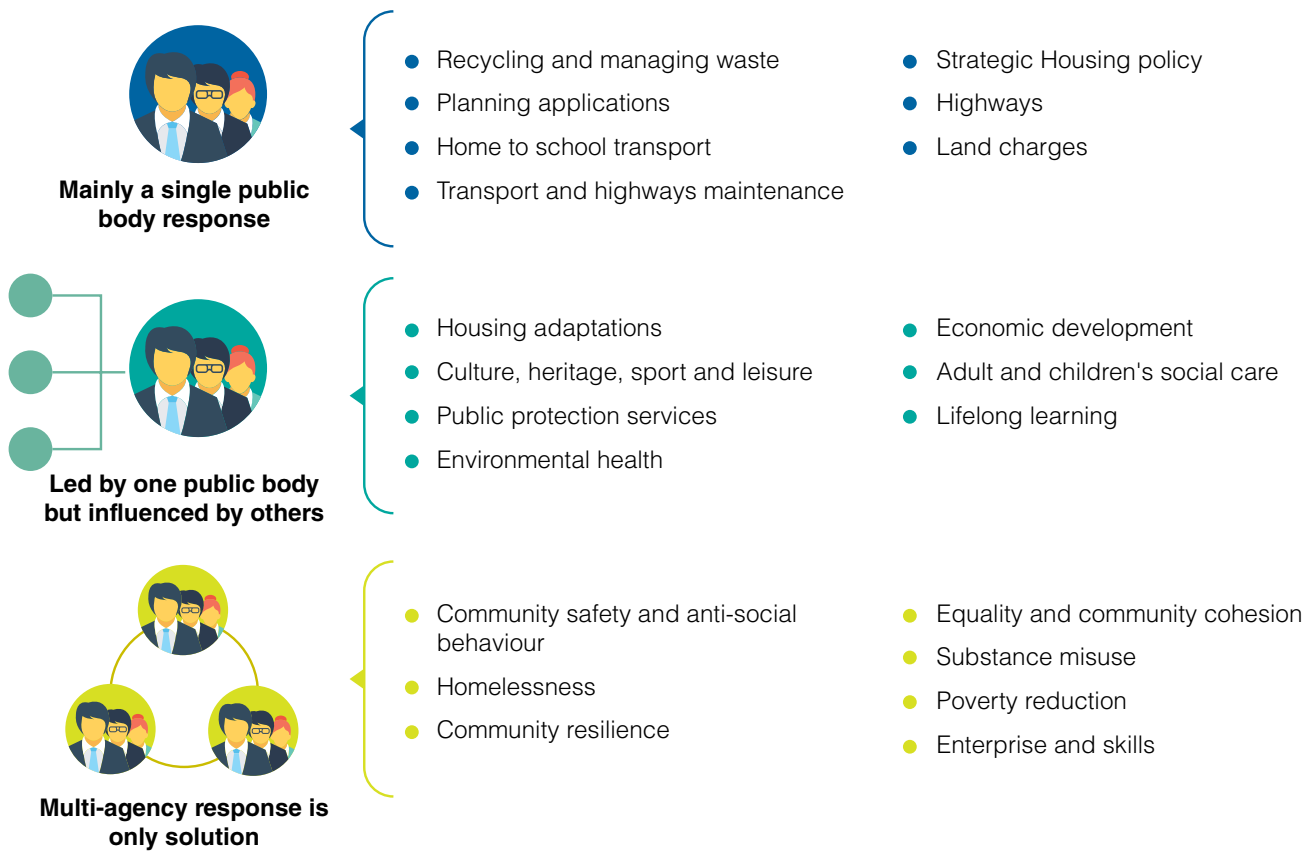 Mainly a single public
body response
Recycling and managing waste
Planning applications
Home to school transport
Transport and highways maintenance
Strategic Housing policy
Highways
Land charges
Led by one public body
but influenced by others
Housing adaptations
Culture, heritage, sport and leisure
Public protection services
Environmental health
Economic development
Adult and children's social care
Lifelong learning
Multi-agency response is
only solution
Community safety and anti-social
behaviour
Homelessness
Community resilience
Equality and community cohesion
Substance misuse
Poverty reduction
Enterprise and skills